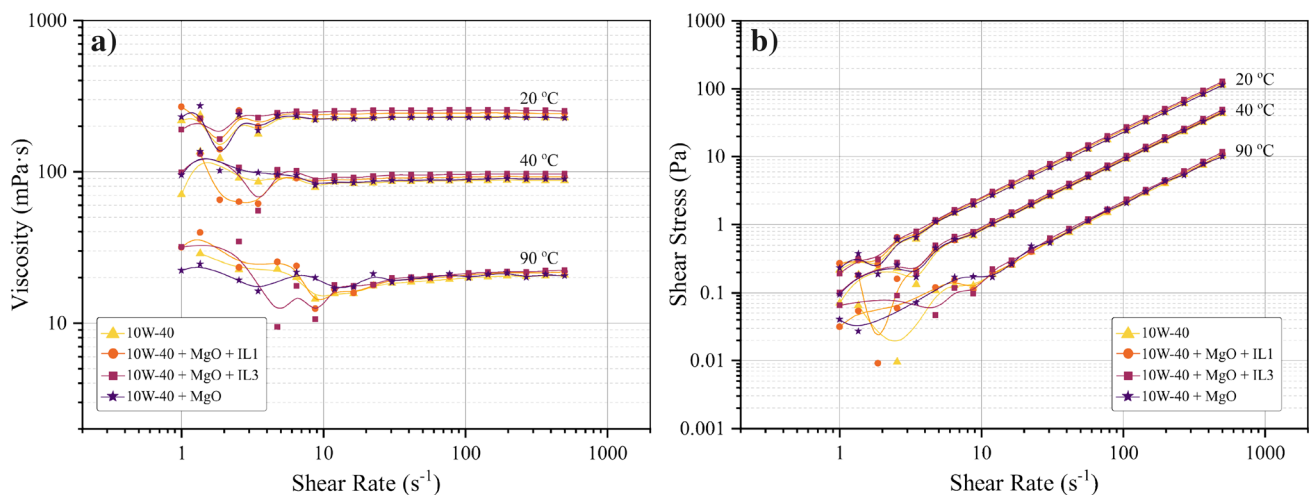 a)
1000
100
10
Viscosity (mPa·s)
20 ºC
40 ºC
90 ºC
10W-40
10W-40 + MgO + IL1
10W-40 + MgO + IL3
10W-40 + MgO
1
10
100
1000
Shear Rate (s-1)
b)
1000
100
10
1
0.1
0.01
0.001
Shear Stress (Pa)
20 ºC
40 ºC
90 ºC
10W-40
10W-40 + MgO + IL1
10W-40 + MgO + IL3
10W-40 + MgO
1
10
100
1000
Shear Rate (s-1)